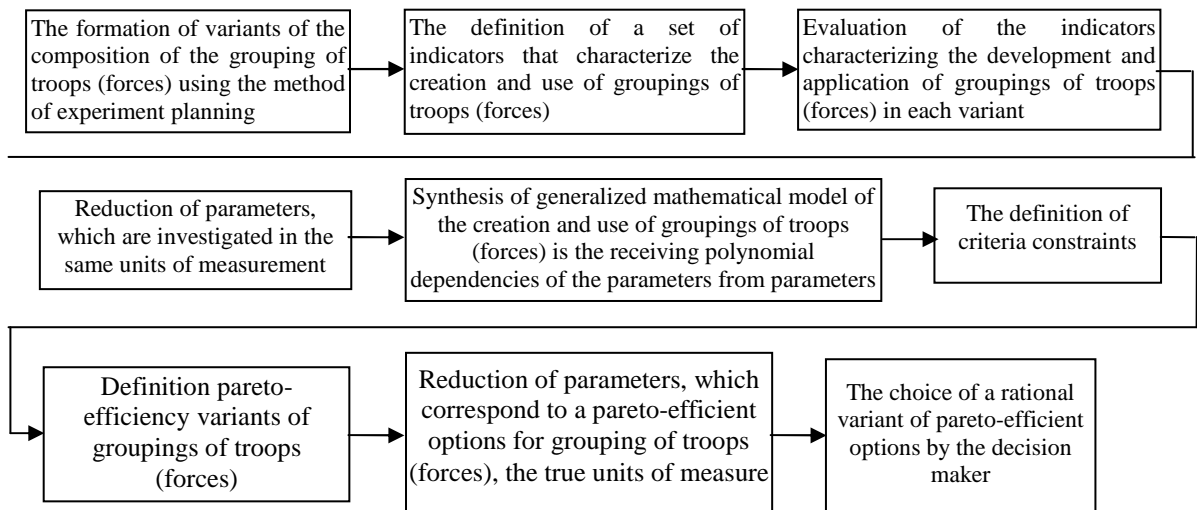 The formation of variants of the
composition of the grouping of
troops (forces) using the method
of experiment planning
The definition of a set of
indicators that characterize the
creation and use of groupings of
troops (forces)
Evaluation of the indicators
characterizing the development and
application of groupings of troops
(forces) in each variant
Reduction of parameters,
which are investigated in the
same units of measurement
Synthesis of generalized mathematical model of
the creation and use of groupings of troops
(forces) is the receiving polynomial
dependencies of the parameters from parameters
The definition of
criteria constraints
Definition pareto-
efficiency variants of
groupings of troops
(forces)
Reduction of parameters, which
correspond to a pareto-efficient
options for grouping of troops
(forces), the true units of measure
The choice of a rational
variant of pareto-efficient
options by the decision
maker